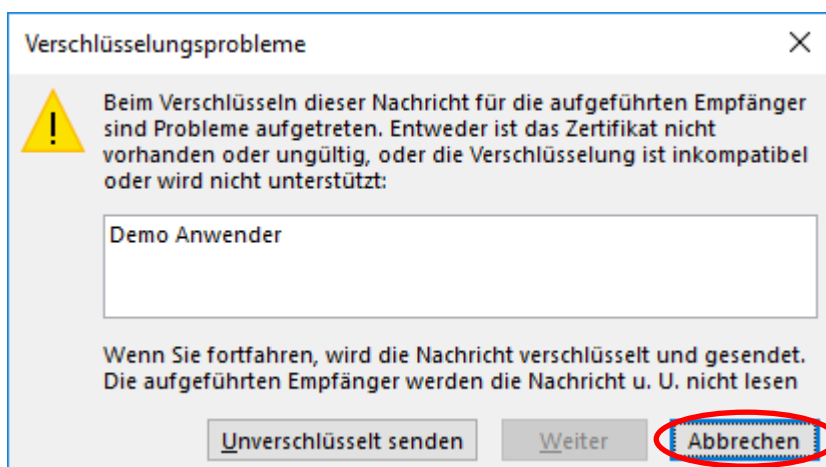 Verschlüsselungsprobleme
Beim Verschlüsseln dieser Nachricht für die aufgeführten Empfänger
sind Probleme aufgetreten. Entweder ist das Zertifikat nicht
vorhanden oder ungültig, oder die Verschlüsselung ist inkompatibel
oder wird nicht unterstützt:
Demo Anwender
Wenn Sie fortfahren, wird die Nachricht verschlüsselt und gesendet.
Die aufgeführten Empfänger werden die Nachricht u. U. nicht lesen
Unverschlüsselt senden Weiter Abbrechen